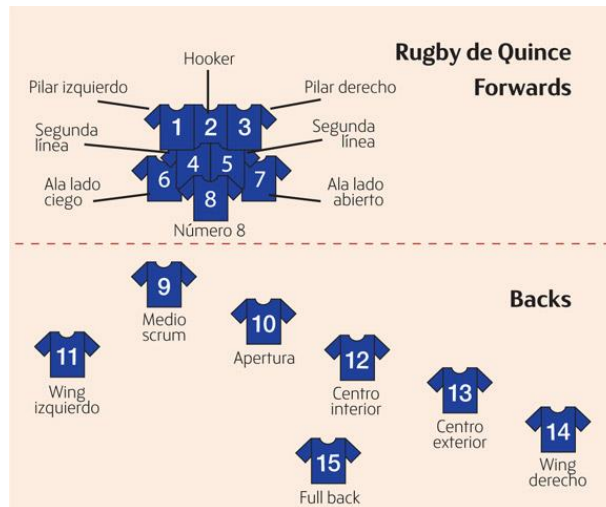 Rugby de Quince
Forwards
Hooker
Pilar izquierdo
Pilar derecho
1 2 3
Segunda
línea
Segunda
línea
4 5
6 7
8
Ala lado
ciego
Ala lado
abierto
Número 8
Backs
9
Medio
scrum
10
Apertura
11
Wing
izquierdo
12
Centro
interior
13
Centro
exterior
14
Wing
derecho
15
Full back